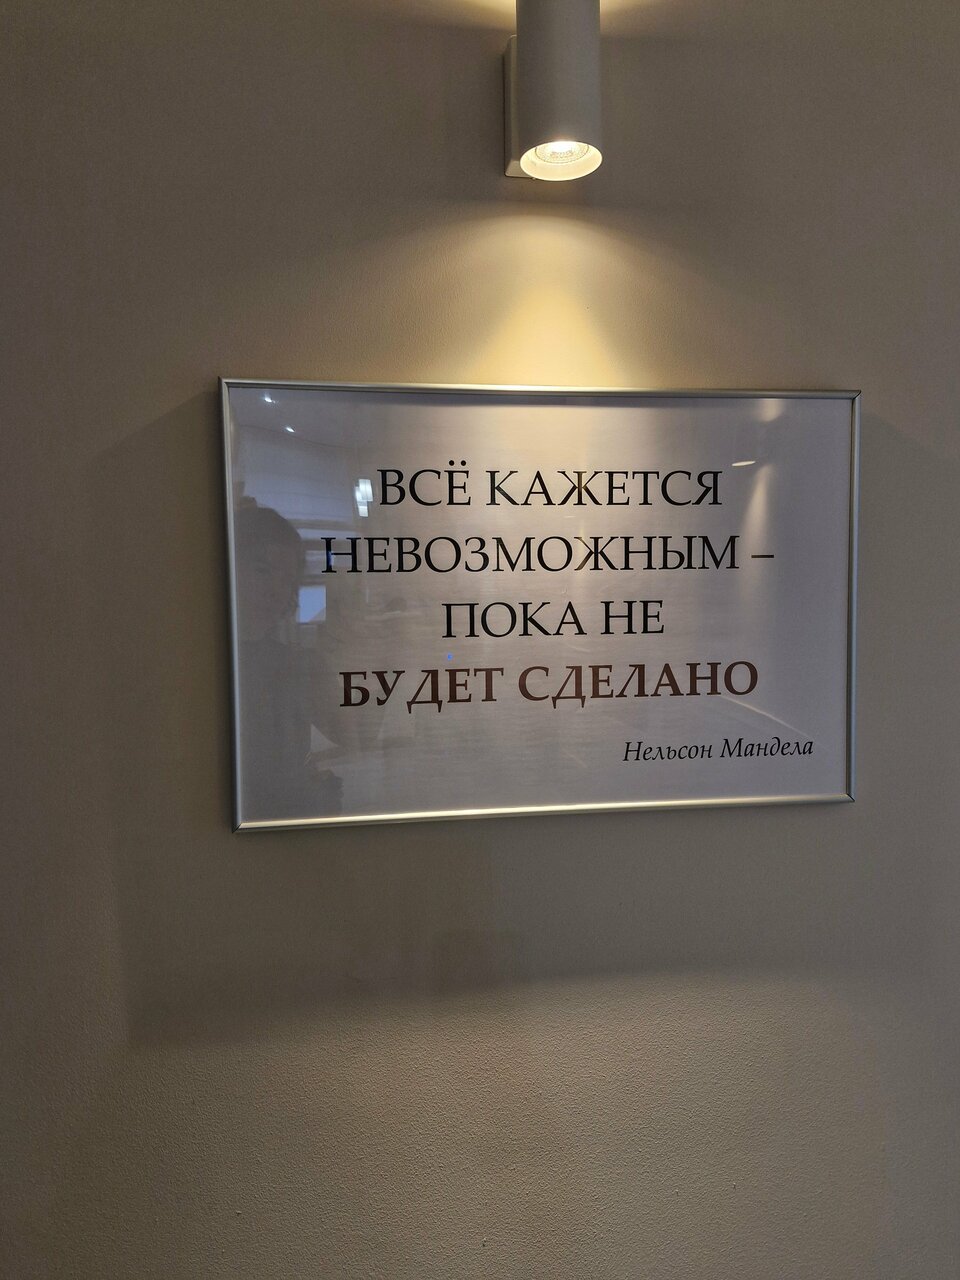 ВСЁ КАЖЕТСЯ
НЕВОЗМОЖНЫМ –
ПОКА НЕ
БУДЕТ СДЕЛАНО
Нельсон Мандела